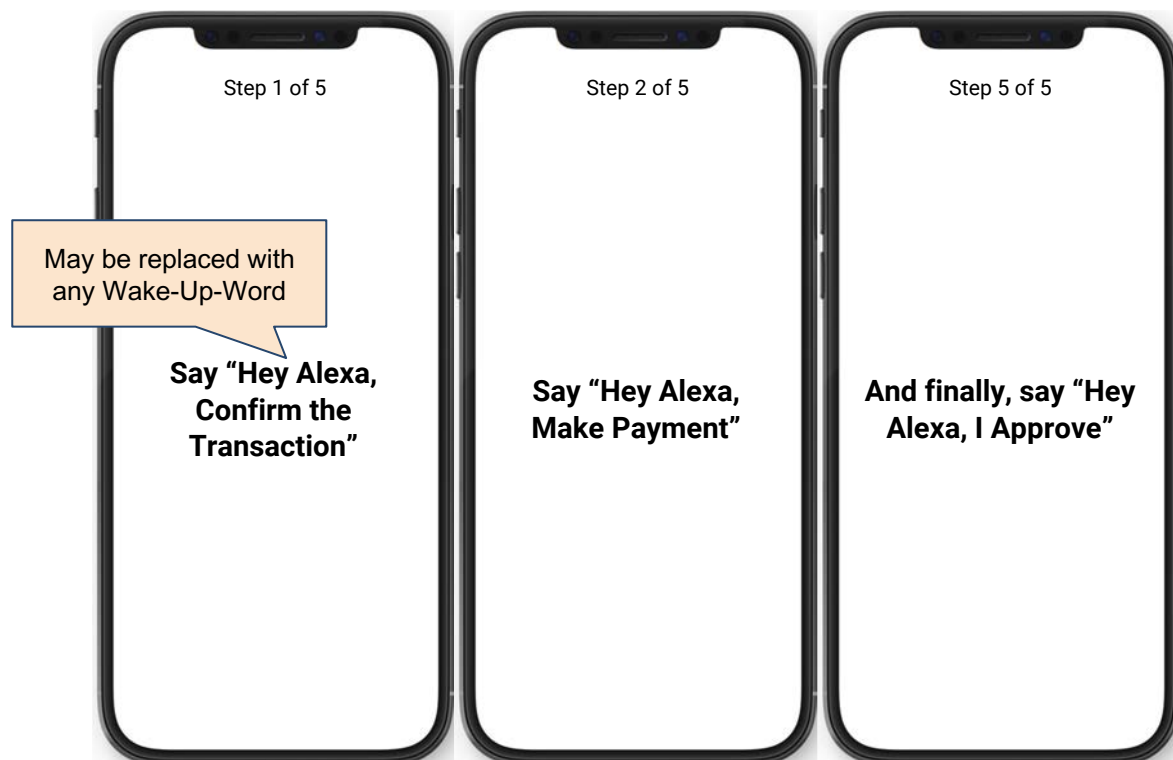 Step 1 of 5
May be replaced with
any Wake-Up-Word
Say “Hey Alexa,
Confirm the
Transaction”
Step 2 of 5
Say “Hey Alexa,
Make Payment”
Step 5 of 5
And finally, say “Hey
Alexa, I Approve”